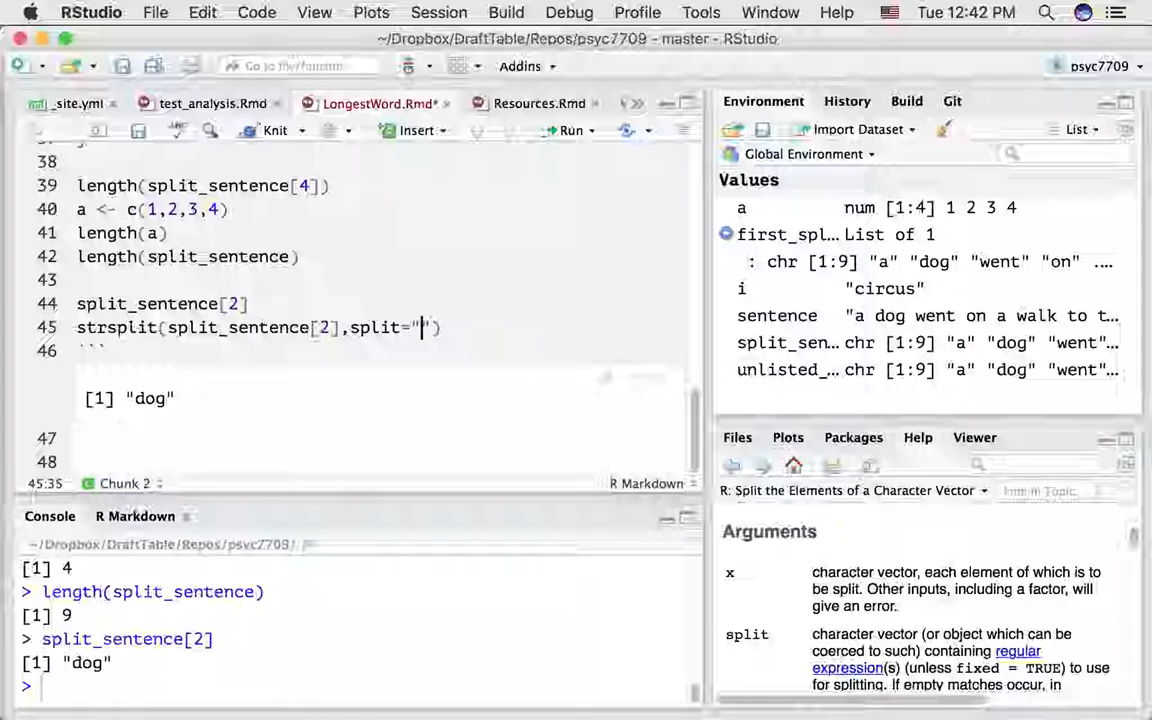 RStudio File Edit Code View Plots Session Build Debug Profile Tools Window Help Tue 12:42 PM
~/Dropbox/DraftTable/Repos/psyc7709 - master - RStudio
Go to file/function Addins psyc7709
_site.yml test_analysis.Rmd LongestWord.Rmd* Resources.Rmd
Knit Insert Run
38
39 length(split_sentence[4])
40 a <- c(1,2,3,4)
41 length(a)
42 length(split_sentence)
43
44 split_sentence[2]
45 strsplit(split_sentence[2],split="")
46 ```
[1] "dog"
47
48
45:35 Chunk 2 R Markdown
Console R Markdown
~/Dropbox/DraftTable/Repos/psyc7709/
[1] 4
> length(split_sentence)
[1] 9
> split_sentence[2]
[1] "dog"
>
Environment History Build Git
Import Dataset List
Global Environment
Values
a num [1:4] 1 2 3 4
first_spl... List of 1
: chr [1:9] "a" "dog" "went" "on" ....
i "circus"
sentence "a dog went on a walk to t...
split_sen... chr [1:9] "a" "dog" "went"...
unlisted_... chr [1:9] "a" "dog" "went"...
Files Plots Packages Help Viewer
R: Split the Elements of a Character Vector Find in Topic
Arguments
x character vector, each element of which is to
be split. Other inputs, including a factor, will
give an error.
split character vector (or object which can be
coerced to such) containing regular
expression(s) (unless fixed = TRUE) to use
for splitting. If empty matches occur, in